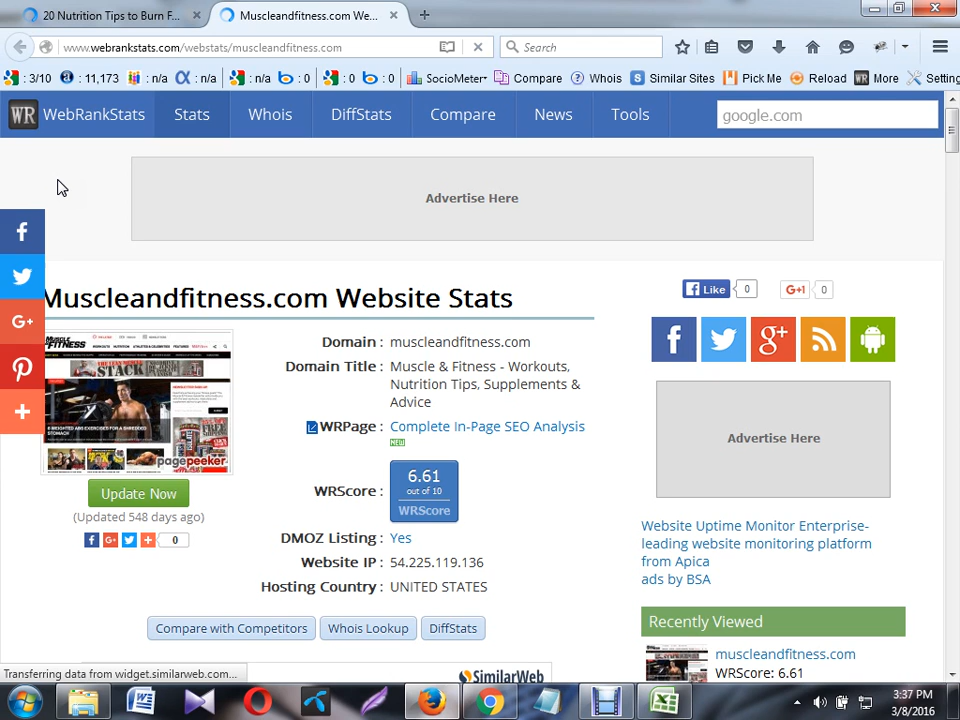 20 Nutrition Tips to Burn F...
Muscleandfitness.com We...
www.webrankstats.com/webstats/muscleandfitness.com
Search
: 3/10
: 11,173
: n/a
: n/a
: n/a
: 0
: 0
: 0
SocioMeter
Compare
Whois
Similar Sites
Pick Me
Reload
More
Setting
WR WebRankStats
Stats
Whois
DiffStats
Compare
News
Tools
google.com
Advertise Here
Muscleandfitness.com Website Stats
Like 0
G+1 0
Domain : muscleandfitness.com
Domain Title : Muscle & Fitness - Workouts,
Nutrition Tips, Supplements &
Advice
WRPage : Complete In-Page SEO Analysis
NEW
WRScore : 6.61
out of 10
WRScore
DMOZ Listing : Yes
Website IP : 54.225.119.136
Hosting Country : UNITED STATES
pagepeeker
Update Now
(Updated 548 days ago)
0
Compare with Competitors
Whois Lookup
DiffStats
Advertise Here
Website Uptime Monitor Enterprise-
leading website monitoring platform
from Apica
ads by BSA
Recently Viewed
muscleandfitness.com
WRScore: 6.61
SimilarWeb
Transferring data from widget.similarweb.com...
3:37 PM
3/8/2016